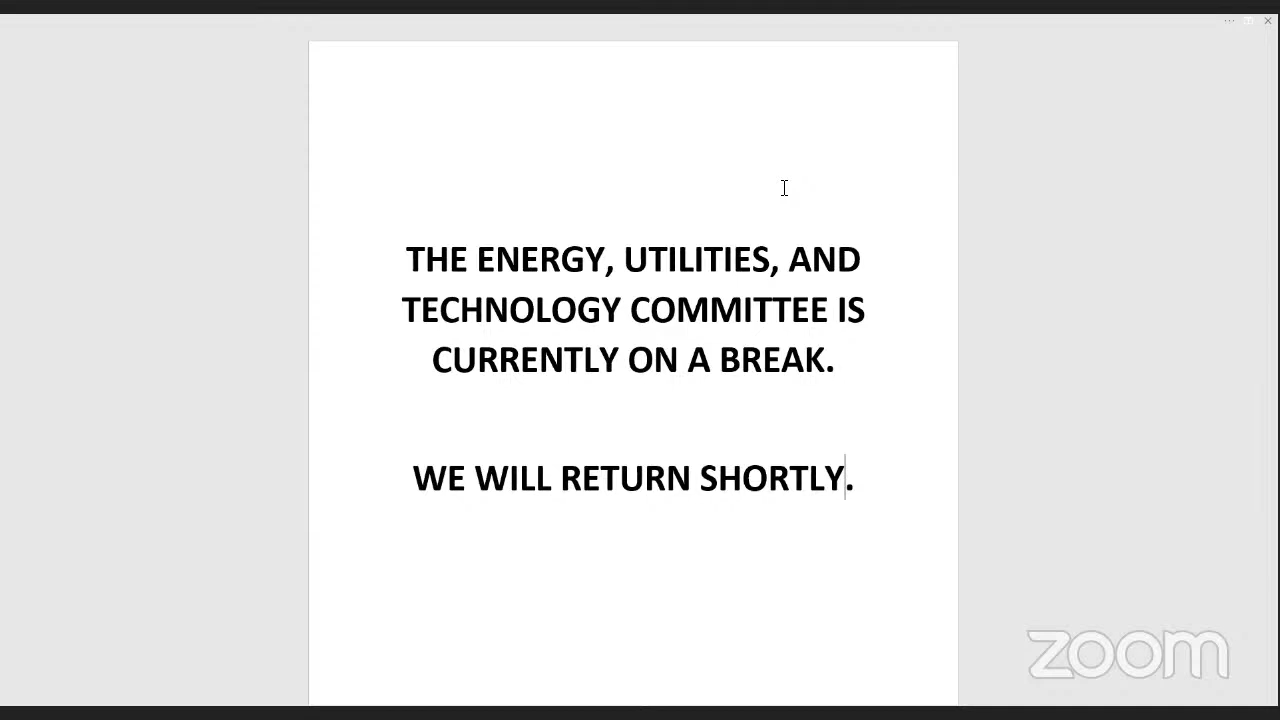 THE ENERGY, UTILITIES, AND
TECHNOLOGY COMMITTEE IS
CURRENTLY ON A BREAK.
WE WILL RETURN SHORTLY.
zoom